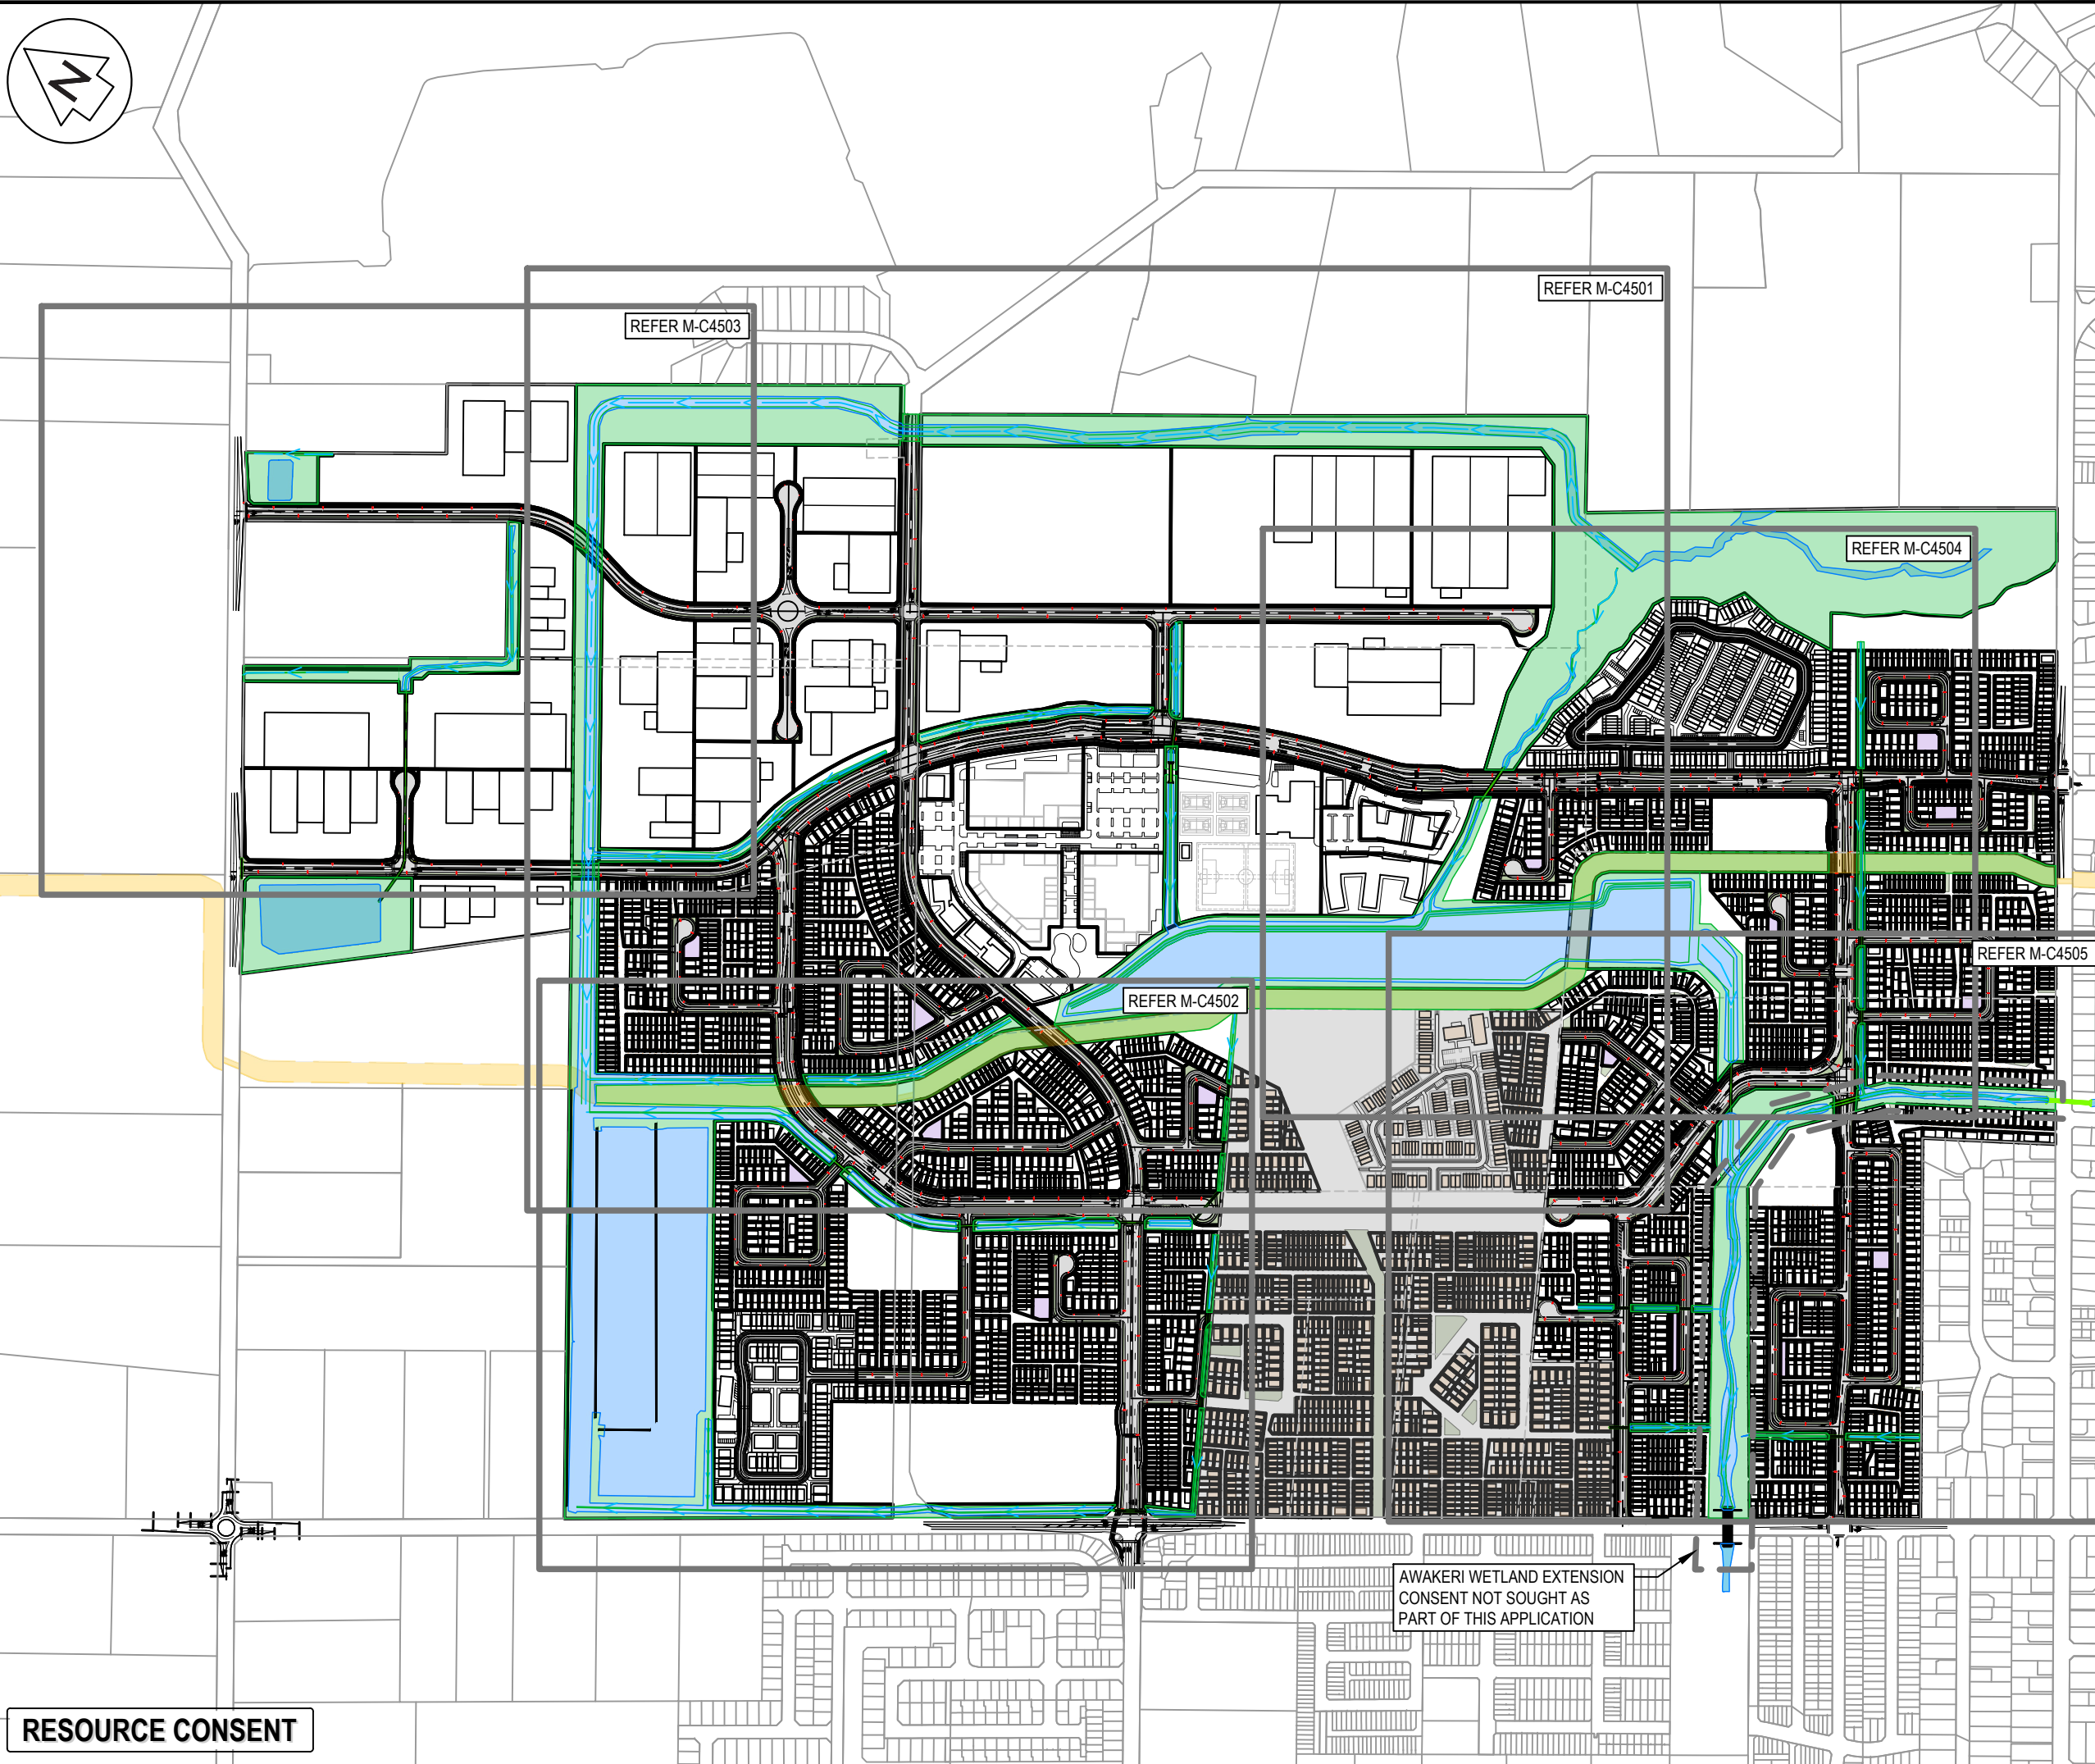 N
REFER M-C4501
REFER M-C4503
REFER M-C4504
REFER M-C4505
REFER M-C4502
AWAKERI WETLAND EXTENSION
CONSENT NOT SOUGHT AS
PART OF THIS APPLICATION
RESOURCE CONSENT